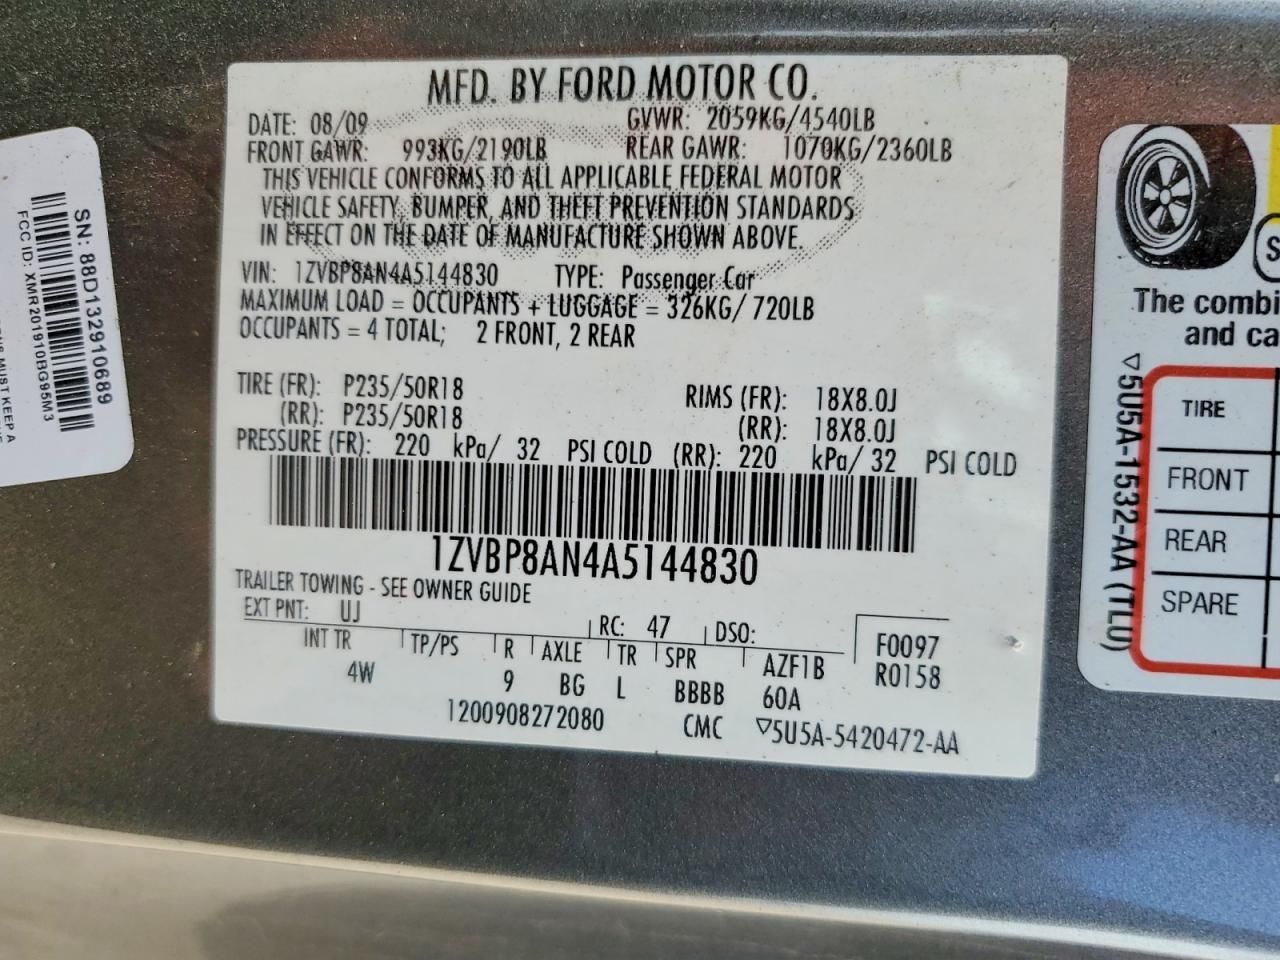 MFD. BY FORD MOTOR CO.
DATE: 08/09 GVWR: 2059KG/4540LB
FRONT GAWR: 993KG/2190LB REAR GAWR: 1070KG/2360LB
THIS VEHICLE CONFORMS TO ALL APPLICABLE FEDERAL MOTOR
VEHICLE SAFETY, BUMPER, AND THEFT PREVENTION STANDARDS
IN EFFECT ON THE DATE OF MANUFACTURE SHOWN ABOVE.
VIN: 1ZVBP8AN4A5144830 TYPE: Passenger Car
MAXIMUM LOAD = OCCUPANTS + LUGGAGE = 326KG/ 720LB
OCCUPANTS = 4 TOTAL; 2 FRONT, 2 REAR
TIRE (FR): P235/50R18 RIMS (FR): 18X8.0J
(RR): P235/50R18 (RR): 18X8.0J
PRESSURE (FR): 220 kPa/ 32 PSI COLD (RR): 220 kPa/ 32 PSI COLD
1ZVBP8AN4A5144830
TRAILER TOWING - SEE OWNER GUIDE
EXT PNT: UJ RC: 47 DSO: F0097
INT TR TP/PS R AXLE TR SPR AZF1B R0158
4W 9 BG L BBBB 60A
1200908272080 CMC ▽5U5A-5420472-AA
SN: 88D132910689
FCC ID: XMR201910BG95M3
MUST KEEP A
The combi
and ca
TIRE
FRONT
REAR
SPARE
▽5U5A-1532-AA (TLU)